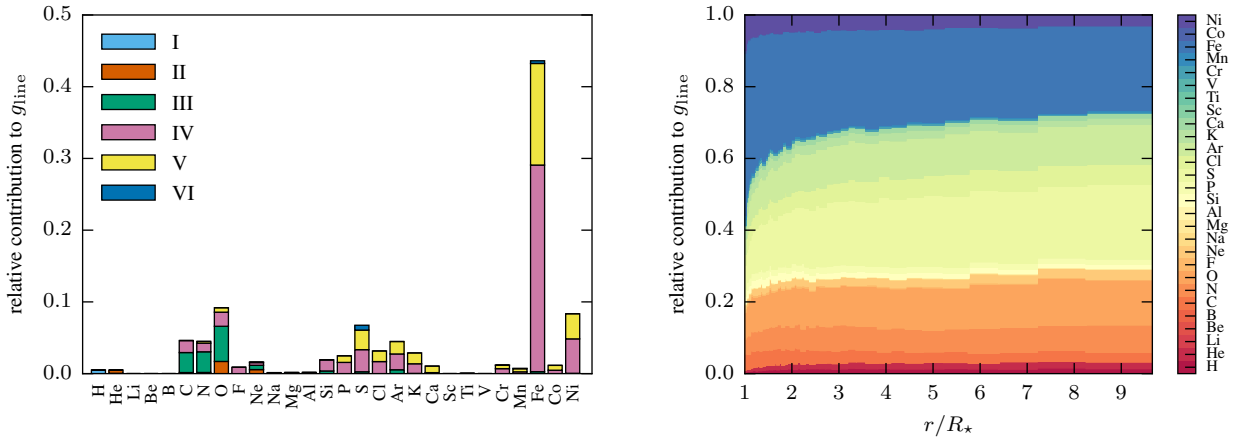 relative contribution to g_line
0.5
0.4
0.3
0.2
0.1
0.0
I
II
III
IV
V
VI
H He Li Be B C N O F Ne Na Mg Al Si P S Cl Ar K Ca Sc Ti V Cr Mn Fe Co Ni
relative contribution to g_line
1.0
0.8
0.6
0.4
0.2
0.0
1 2 3 4 5 6 7 8 9
r/R⋆
Ni
Co
Fe
Mn
Cr
V
Ti
Sc
Ca
K
Ar
Cl
S
P
Si
Al
Mg
Na
Ne
F
O
N
C
B
Be
Li
He
H